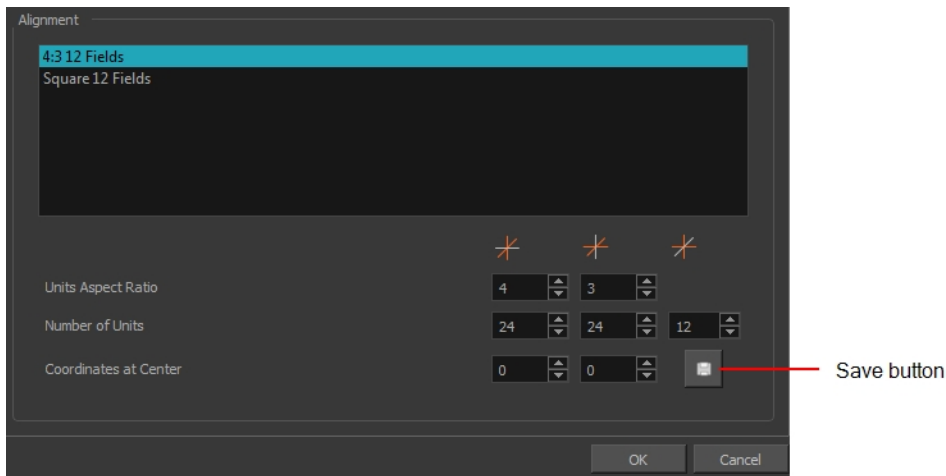 Alignment
4:3 12 Fields
Square 12 Fields
Units Aspect Ratio 4 3
Number of Units 24 24 12
Coordinates at Center 0 0
Save button
OK Cancel